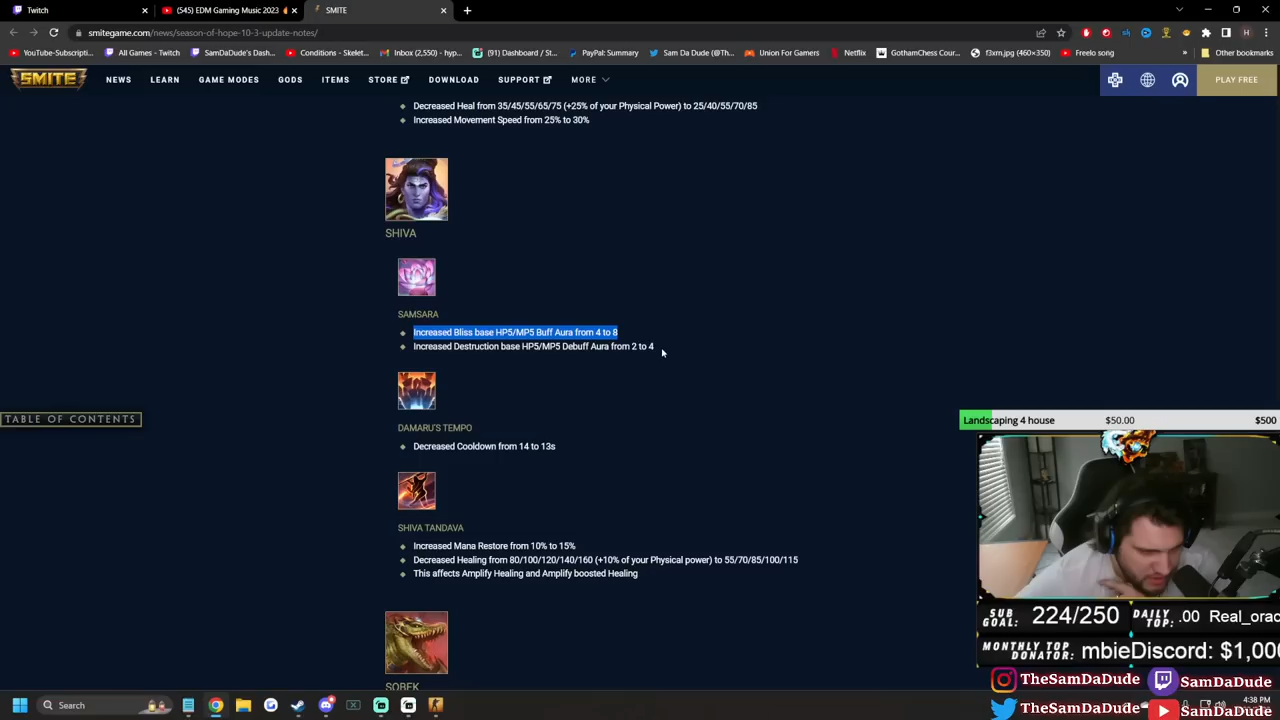 Twitch
(545) EDM Gaming Music 2023
SMITE
smitegame.com/news/season-of-hope-10-3-update-notes/
YouTube-Subscripti...
All Games - Twitch
SamDaDude's Dash...
Conditions - Skelet...
Inbox (2,550) - hyp...
(91) Dashboard / St...
PayPal: Summary
Sam Da Dude (@Th...
Union For Gamers
Netflix
GothamChess Cour...
f3xrn.jpg (460×350)
Freelo song
Other bookmarks
SMITE
NEWS
LEARN
GAME MODES
GODS
ITEMS
STORE
DOWNLOAD
SUPPORT
MORE
PLAY FREE
Decreased Heal from 35/45/55/65/75 (+25% of your Physical Power) to 25/40/55/70/85
Increased Movement Speed from 25% to 30%
SHIVA
SAMSARA
Increased Bliss base HP5/MP5 Buff Aura from 4 to 8
Increased Destruction base HP5/MP5 Debuff Aura from 2 to 4
TABLE OF CONTENTS
DAMARU'S TEMPO
Decreased Cooldown from 14 to 13s
SHIVA TANDAVA
Increased Mana Restore from 10% to 15%
Decreased Healing from 80/100/120/140/160 (+10% of your Physical power) to 55/70/85/100/115
This affects Amplify Healing and Amplify boosted Healing
SOBEK
Landscaping 4 house $50.00 $500
SUB GOAL: 224/250
DAILY TOP: .00 Real_orac
MONTHLY TOP DONATOR: mbieDiscord: $1,000
TheSamDaDude
SamDaDude
TheSamDaDude
SamDaDude
Search
4:38 PM